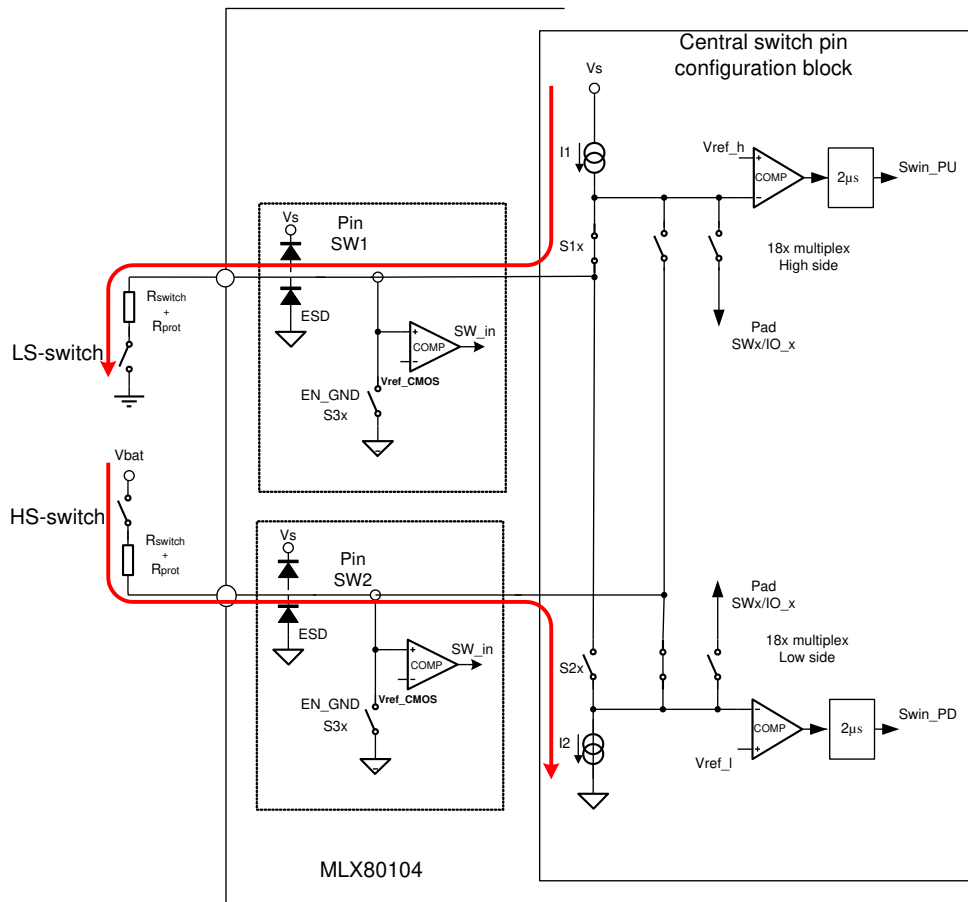 Central switch pin
configuration block
Vs
I1
Vref_h
+
COMP
−
2µs
Swin_PU
S1x
18x multiplex
High side
Pad
SWx/IO_x
Vs
Pin
SW1
ESD
+
COMP
−
SW_in
Vref_CMOS
EN_GND
S3x
Rswitch
+
Rprot
LS-switch
Vbat
HS-switch
Rswitch
+
Rprot
Vs
Pin
SW2
ESD
+
COMP
−
SW_in
Vref_CMOS
EN_GND
S3x
Pad
SWx/IO_x
18x multiplex
Low side
S2x
I2
−
COMP
+
Vref_l
2µs
Swin_PD
MLX80104